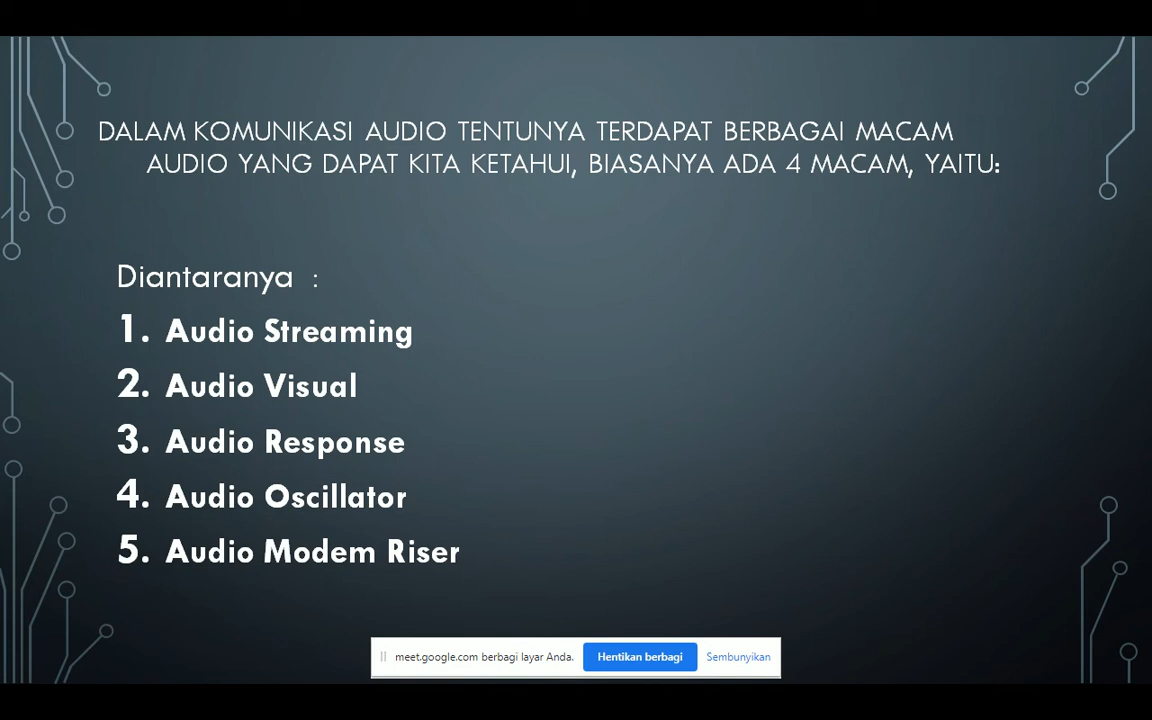 DALAM KOMUNIKASI AUDIO TENTUNYA TERDAPAT BERBAGAI MACAM
AUDIO YANG DAPAT KITA KETAHUI, BIASANYA ADA 4 MACAM, YAITU:
Diantaranya :
1. Audio Streaming
2. Audio Visual
3. Audio Response
4. Audio Oscillator
5. Audio Modem Riser
meet.google.com berbagi layar Anda. Hentikan berbagi Sembunyikan